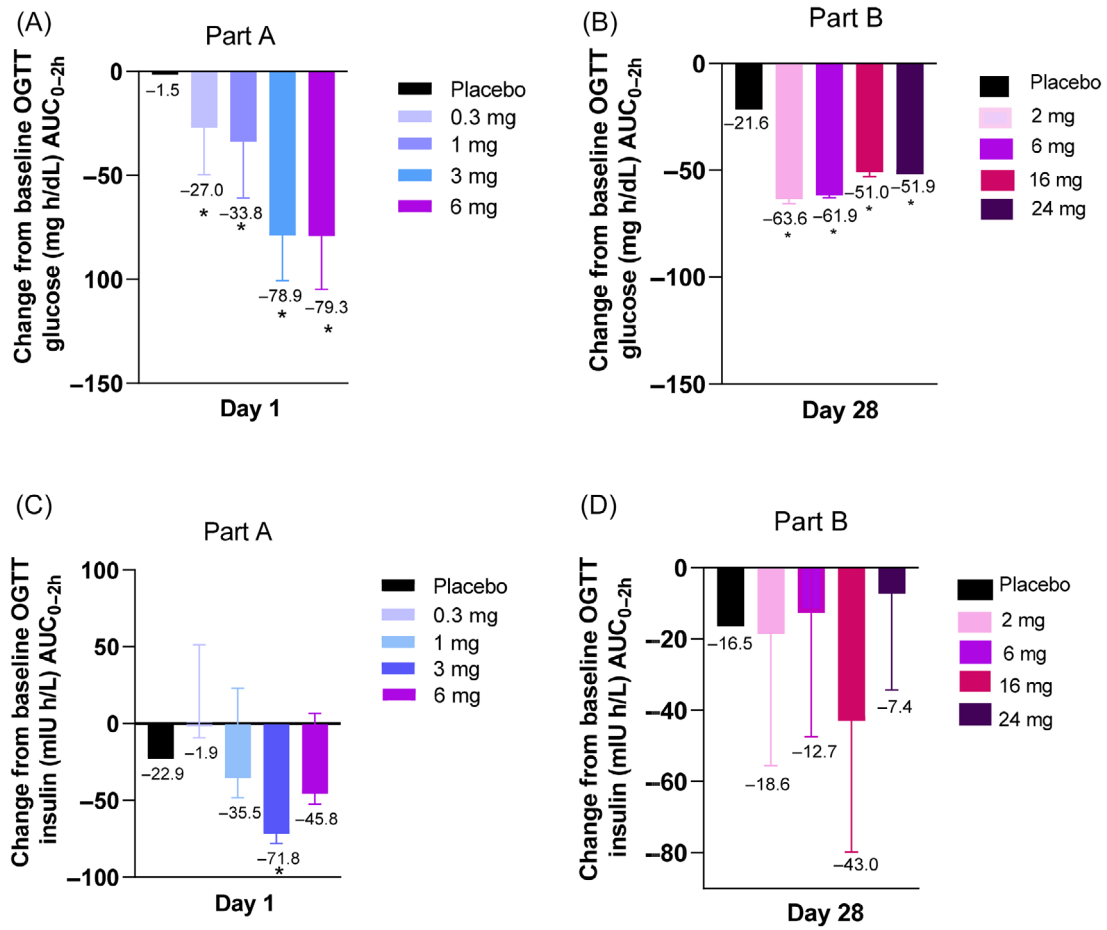 (A)
Part A
Change from baseline OGTT
glucose (mg h/dL) AUC0–2h
0
–50
100
–150
–1.5
–27.0
*
–33.8
*
–78.9
*
–79.3
*
Day 1
Placebo
0.3 mg
1 mg
3 mg
6 mg
(B)
Part B
Change from baseline OGTT
glucose (mg h/dL) AUC0–2h
0
–50
–100
–150
–21.6
–63.6
*
–61.9
*
–51.0
*
–51.9
*
Day 28
Placebo
2 mg
6 mg
16 mg
24 mg
(C)
Part A
Change from baseline OGTT
insulin (mIU h/L) AUC0–2h
100
50
0
–50
–100
–22.9
–1.9
–35.5
–71.8
*
–45.8
Day 1
Placebo
0.3 mg
1 mg
3 mg
6 mg
(D)
Part B
Change from baseline OGTT
insulin (mIU h/L) AUC0–2h
0
–20
–40
–60
–80
–16.5
–18.6
–12.7
–43.0
–7.4
Day 28
Placebo
2 mg
6 mg
16 mg
24 mg